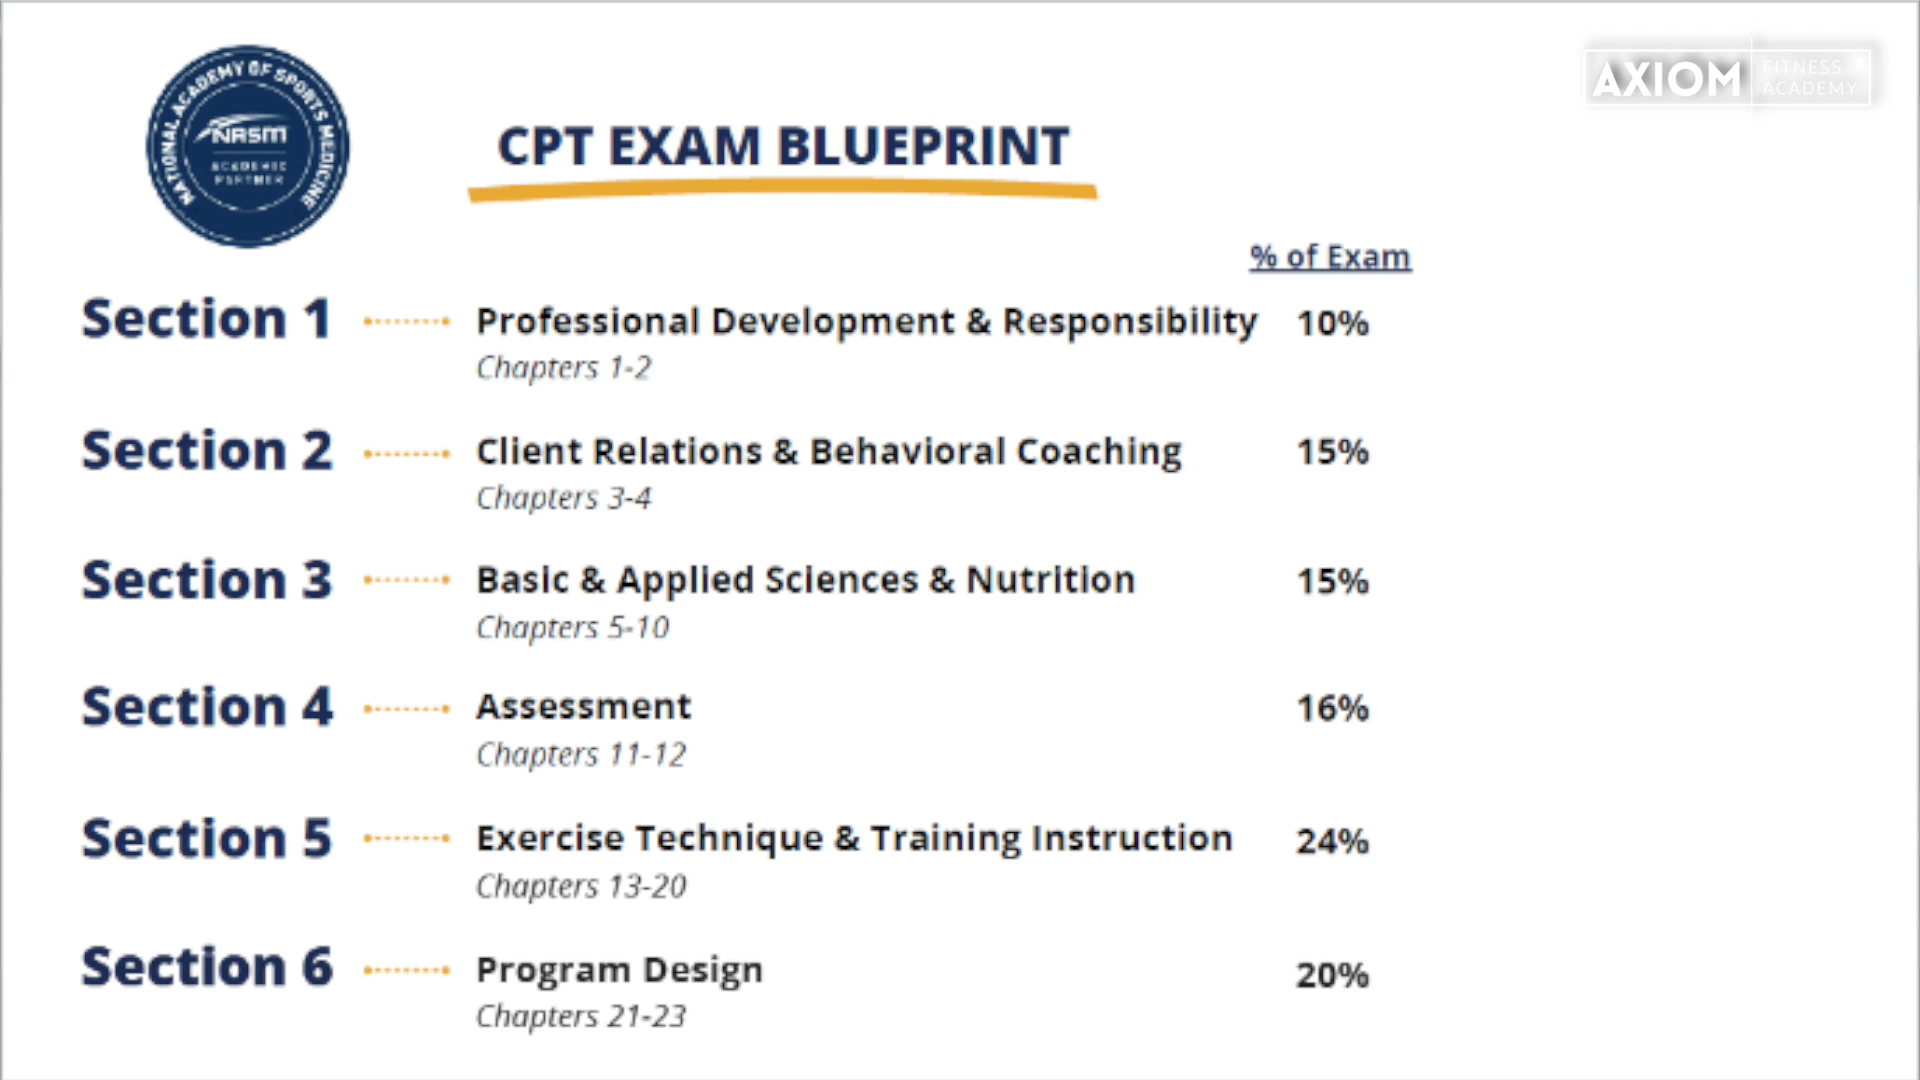 NATIONAL ACADEMY OF SPORTS MEDICINE
NASM
ACADEMIC
PARTNER
AXIOM
FITNESS
ACADEMY
CPT EXAM BLUEPRINT
% of Exam
Section 1 Professional Development & Responsibility 10%
Chapters 1-2
Section 2 Client Relations & Behavioral Coaching 15%
Chapters 3-4
Section 3 Basic & Applied Sciences & Nutrition 15%
Chapters 5-10
Section 4 Assessment 16%
Chapters 11-12
Section 5 Exercise Technique & Training Instruction 24%
Chapters 13-20
Section 6 Program Design 20%
Chapters 21-23